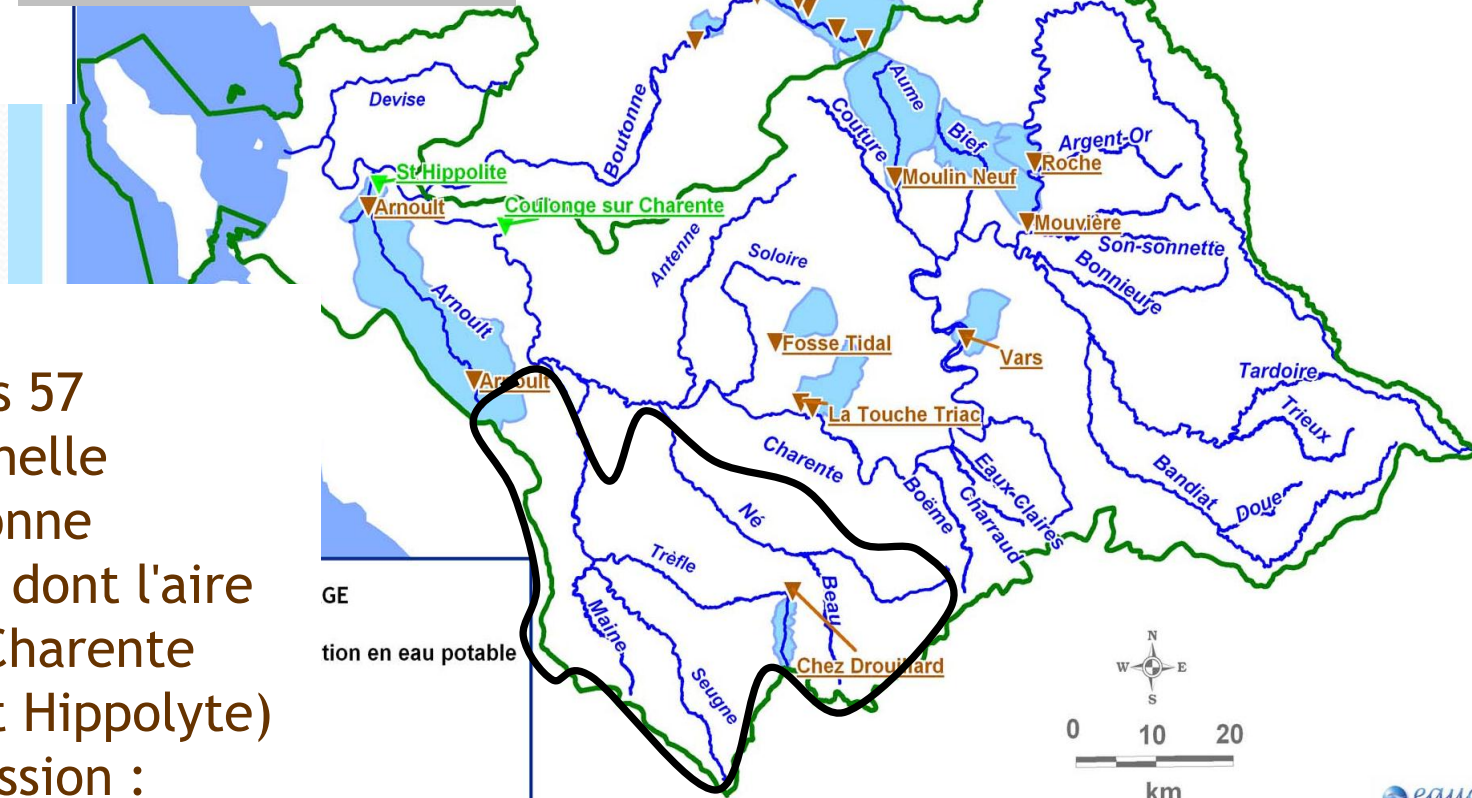 Devise
Boutonne
Aume
Couture
Bief
Argent-Or
Roche
St Hippolite
Moulin Neuf
Arnoult
Coulonge sur Charente
Mouvière
Antenne
Soloire
Son-sonnette
Bonnieure
Arnoult
Fosse Tidal
Vars
Arnoult
Tardoire
Trieux
La Touche Triac
Charente
Né
Boëme
Eaux-Claires
Charraud
Bandiat
Doue
Trèfle
Beau
Maine
Seugne
Chez Drouillard
s 57
nelle
onne
dont l'aire
Charente
t Hippolyte)
ssion :
GE
tion en eau potable
N
W E
S
0 10 20
km
eau